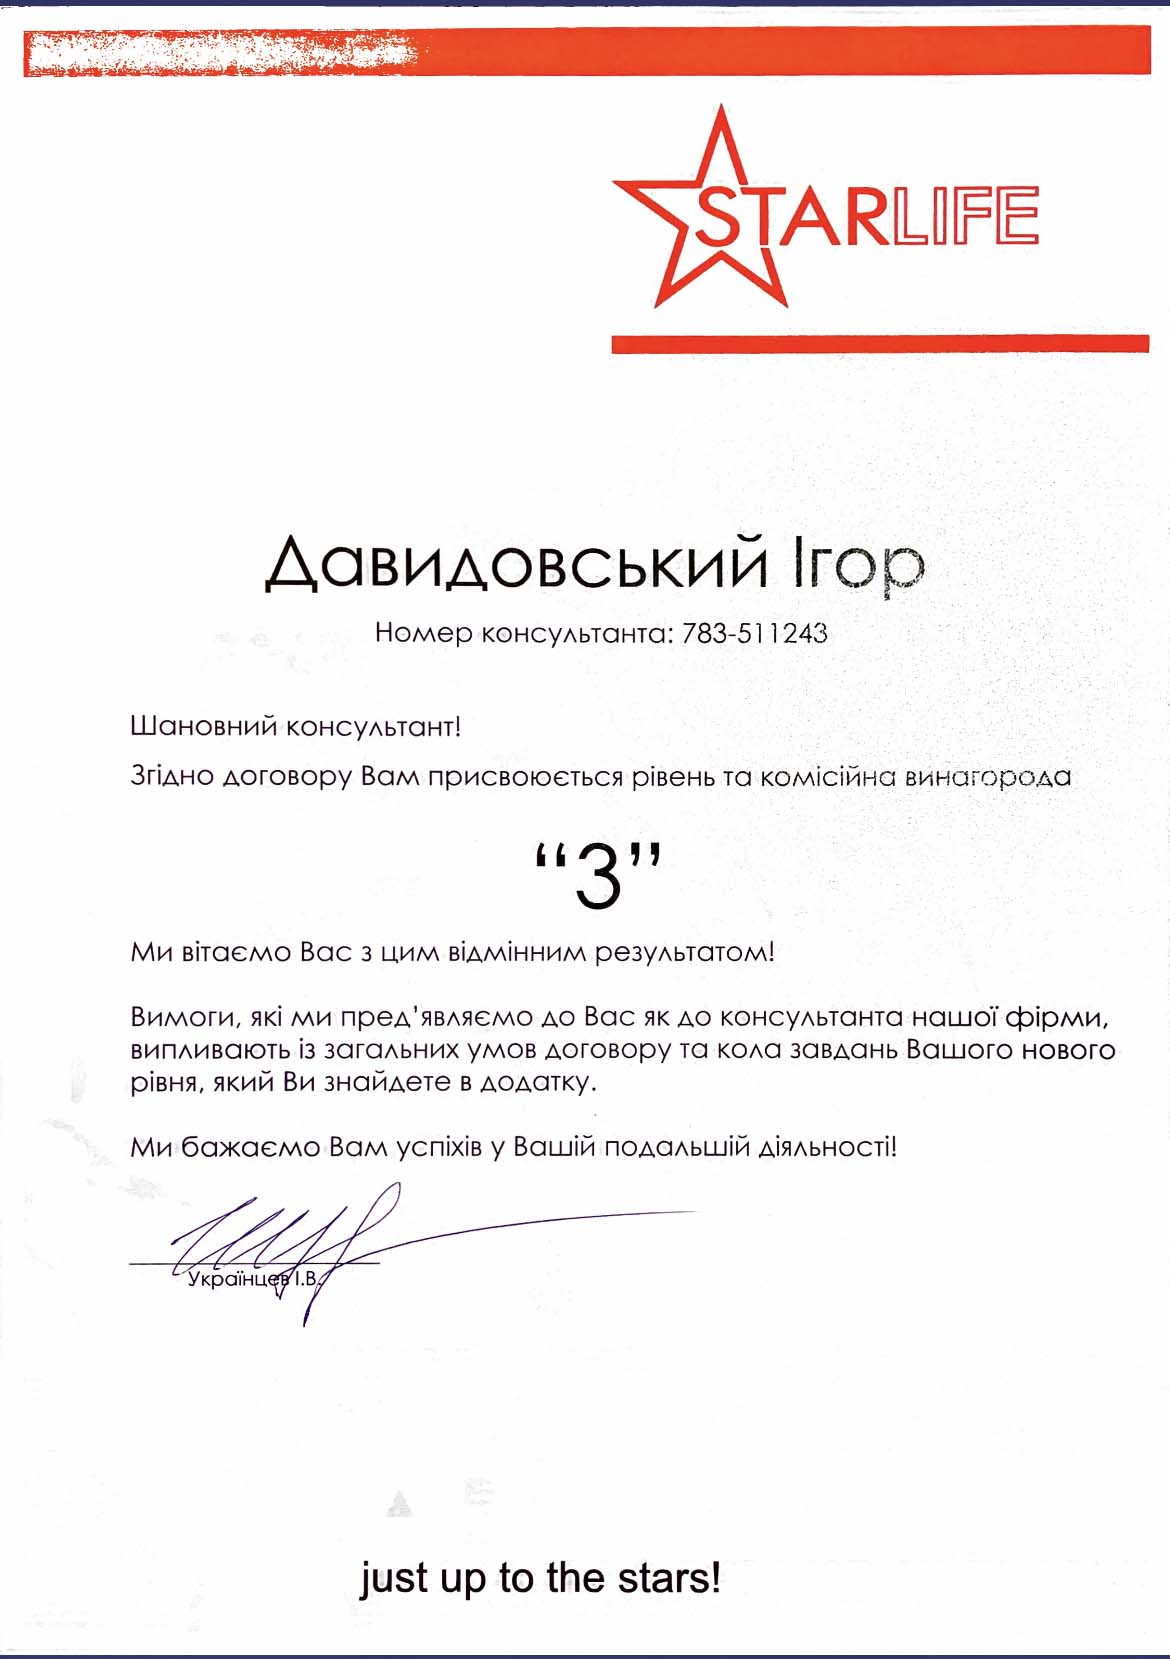 STARLIFE
Давидовський Ігор
Номер консультанта: 783-511243
Шановний консультант!
Згідно договору Вам присвоюється рівень та комісійна винагорода
“3”
Ми вітаємо Вас з цим відмінним результатом!
Вимоги, які ми пред’являємо до Вас як до консультанта нашої фірми,
випливають із загальних умов договору та кола завдань Вашого нового
рівня, який Ви знайдете в додатку.
Ми бажаємо Вам успіхів у Вашій подальшій діяльності!
Українцев І.В.
just up to the stars!